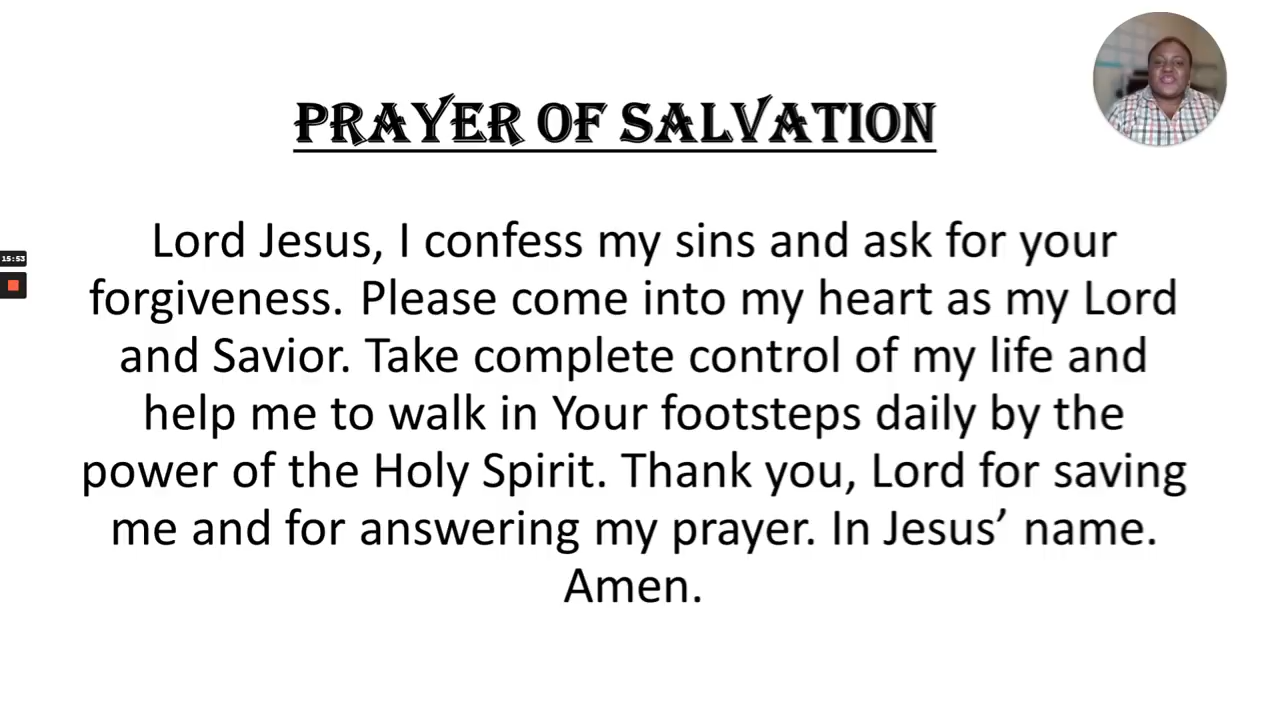 PRAYER OF SALVATION
15:53
Lord Jesus, I confess my sins and ask for your
forgiveness. Please come into my heart as my Lord
and Savior. Take complete control of my life and
help me to walk in Your footsteps daily by the
power of the Holy Spirit. Thank you, Lord for saving
me and for answering my prayer. In Jesus’ name.
Amen.